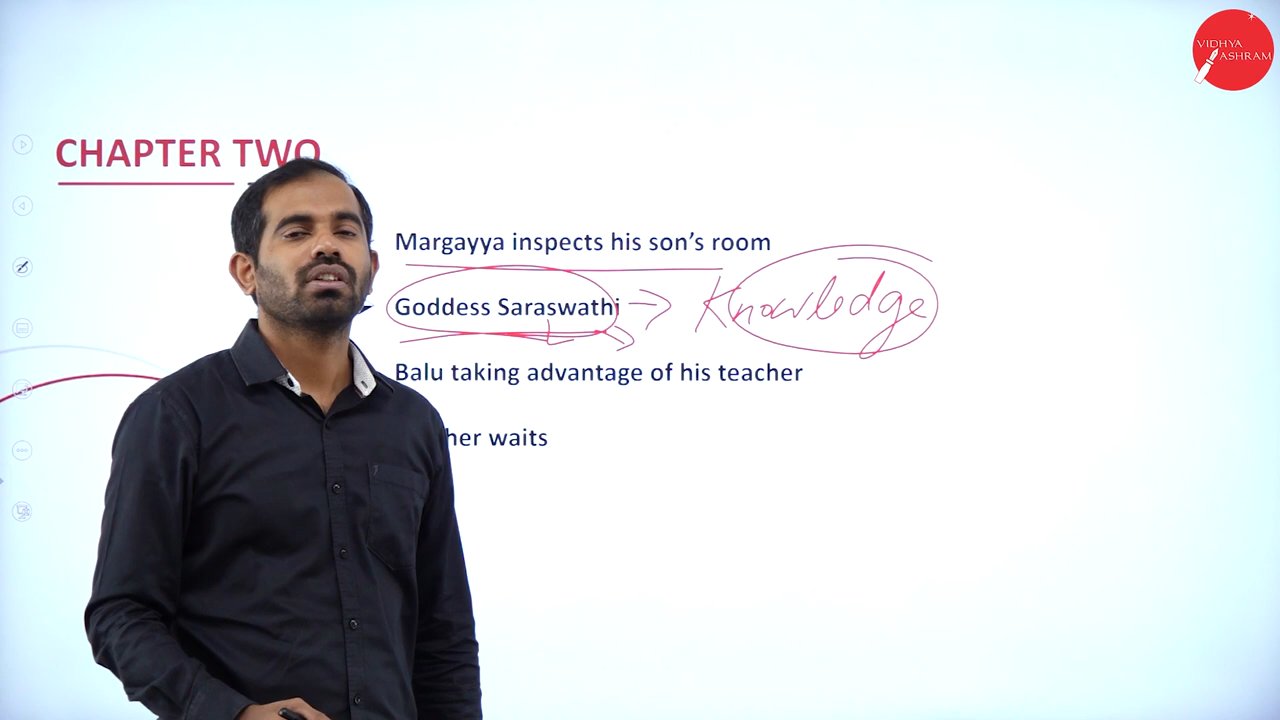 VIDHYA
ASHRAM
CHAPTER TWO
Margayya inspects his son’s room
Goddess Saraswathi
Knowledge
Balu taking advantage of his teacher
waits